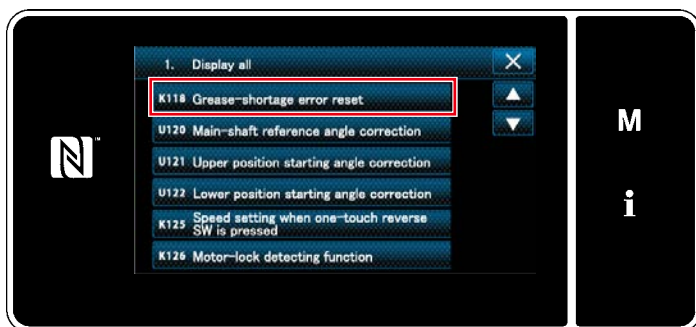 1. Display all
K118 Grease-shortage error reset
U120 Main-shaft reference angle correction
U121 Upper position starting angle correction
U122 Lower position starting angle correction
K125 Speed setting when one-touch reverse
SW is pressed
K126 Motor-lock detecting function
N™
M
i